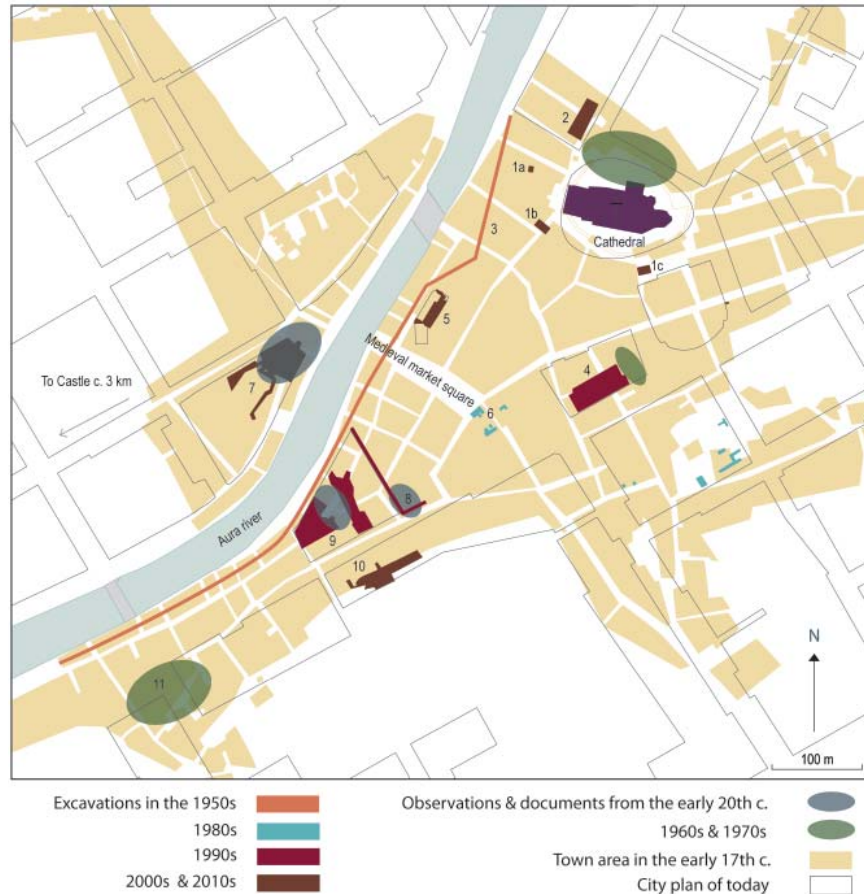 2
1a
1b
3
Cathedral
1c
5
Medieval market square
4
To Castle c. 3 km
7
6
8
Aura river
9
10
N
11
100 m
Excavations in the 1950s
1980s
1990s
2000s & 2010s
Observations & documents from the early 20th c.
1960s & 1970s
Town area in the early 17th c.
City plan of today